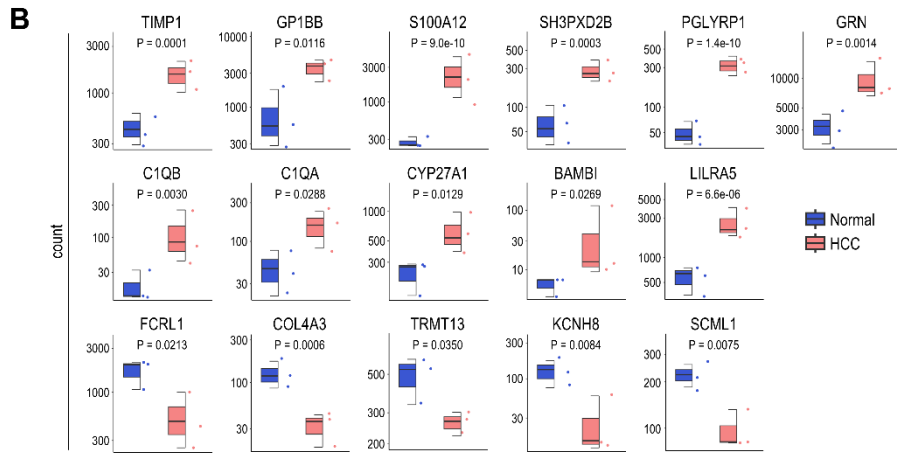 B
TIMP1
P = 0.0001
3000
1000
300
GP1BB
P = 0.0116
10000
3000
1000
300
S100A12
P = 9.0e-10
3000
1000
300
SH3PXD2B
P = 0.0003
500
300
100
50
PGLYRP1
P = 1.4e-10
500
300
100
50
GRN
P = 0.0014
10000
5000
3000
count
C1QB
P = 0.0030
300
100
30
C1QA
P = 0.0288
300
100
30
CYP27A1
P = 0.0129
1000
500
300
BAMBI
P = 0.0269
100
30
10
LILRA5
P = 6.6e-06
5000
3000
1000
500
Normal
HCC
FCRL1
P = 0.0213
3000
1000
300
COL4A3
P = 0.0006
300
100
30
TRMT13
P = 0.0350
500
300
200
KCNH8
P = 0.0084
300
100
30
SCML1
P = 0.0075
300
200
100